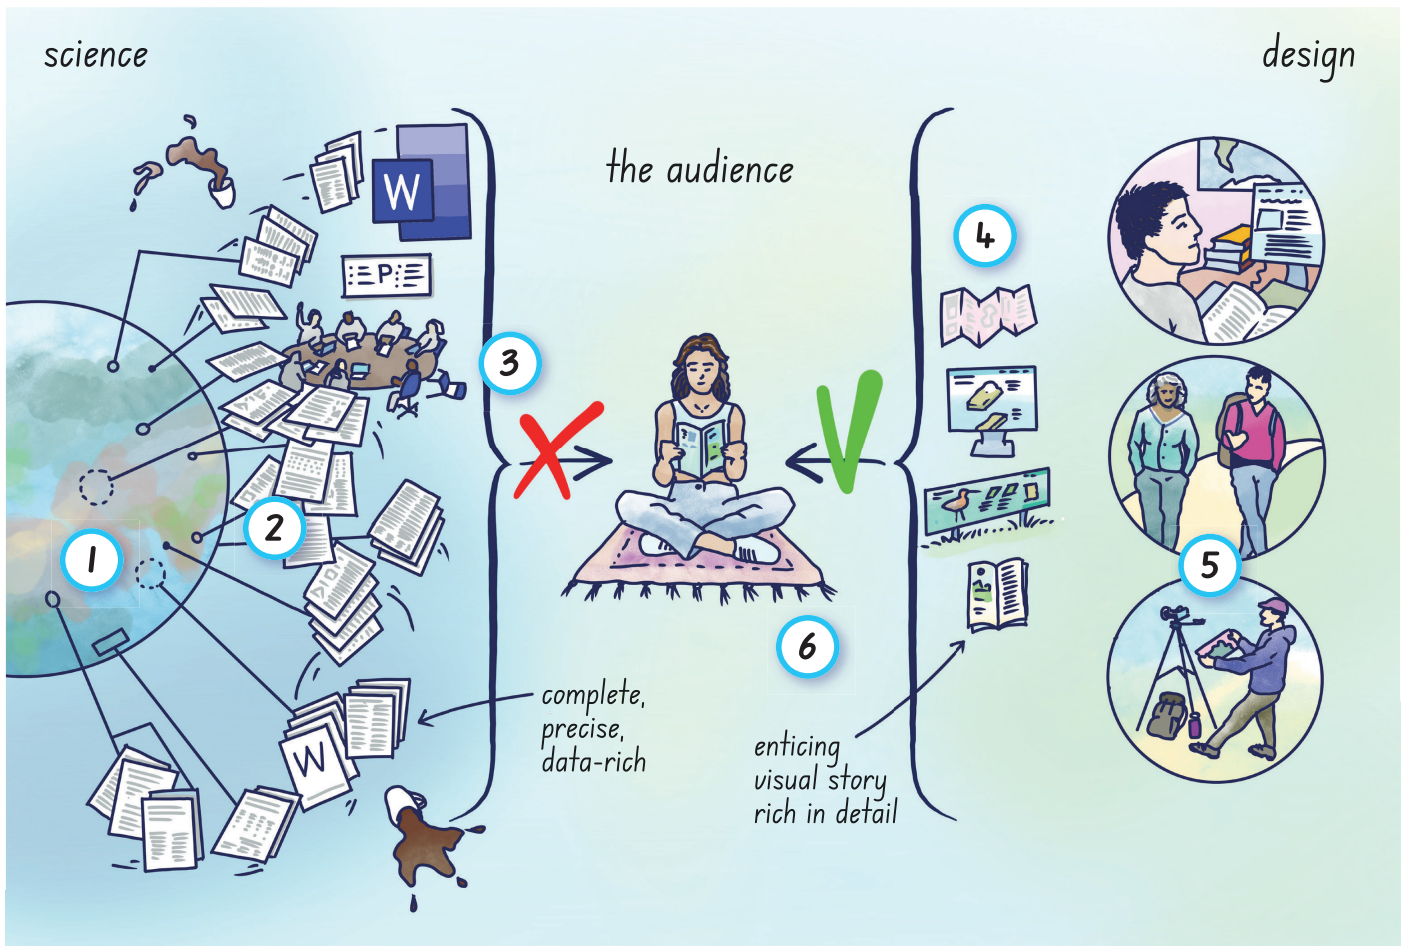 science
design
the audience
W
P
1
2
3
4
5
6
complete,
precise,
data-rich
W
enticing
visual story
rich in detail